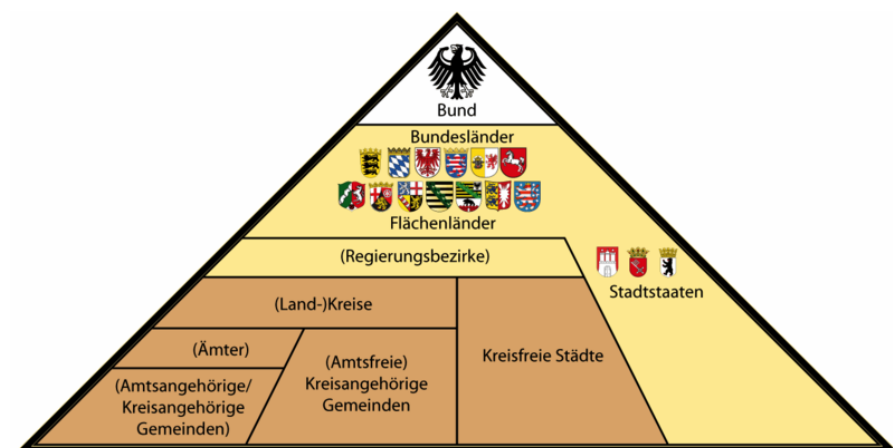 Bund
Bundesländer
Flächenländer
(Regierungsbezirke)
Stadtstaaten
(Land-)Kreise
Kreisfreie Städte
(Ämter)
(Amtsfreie)
Kreisangehörige
Gemeinden
(Amtsangehörige/
Kreisangehörige
Gemeinden)